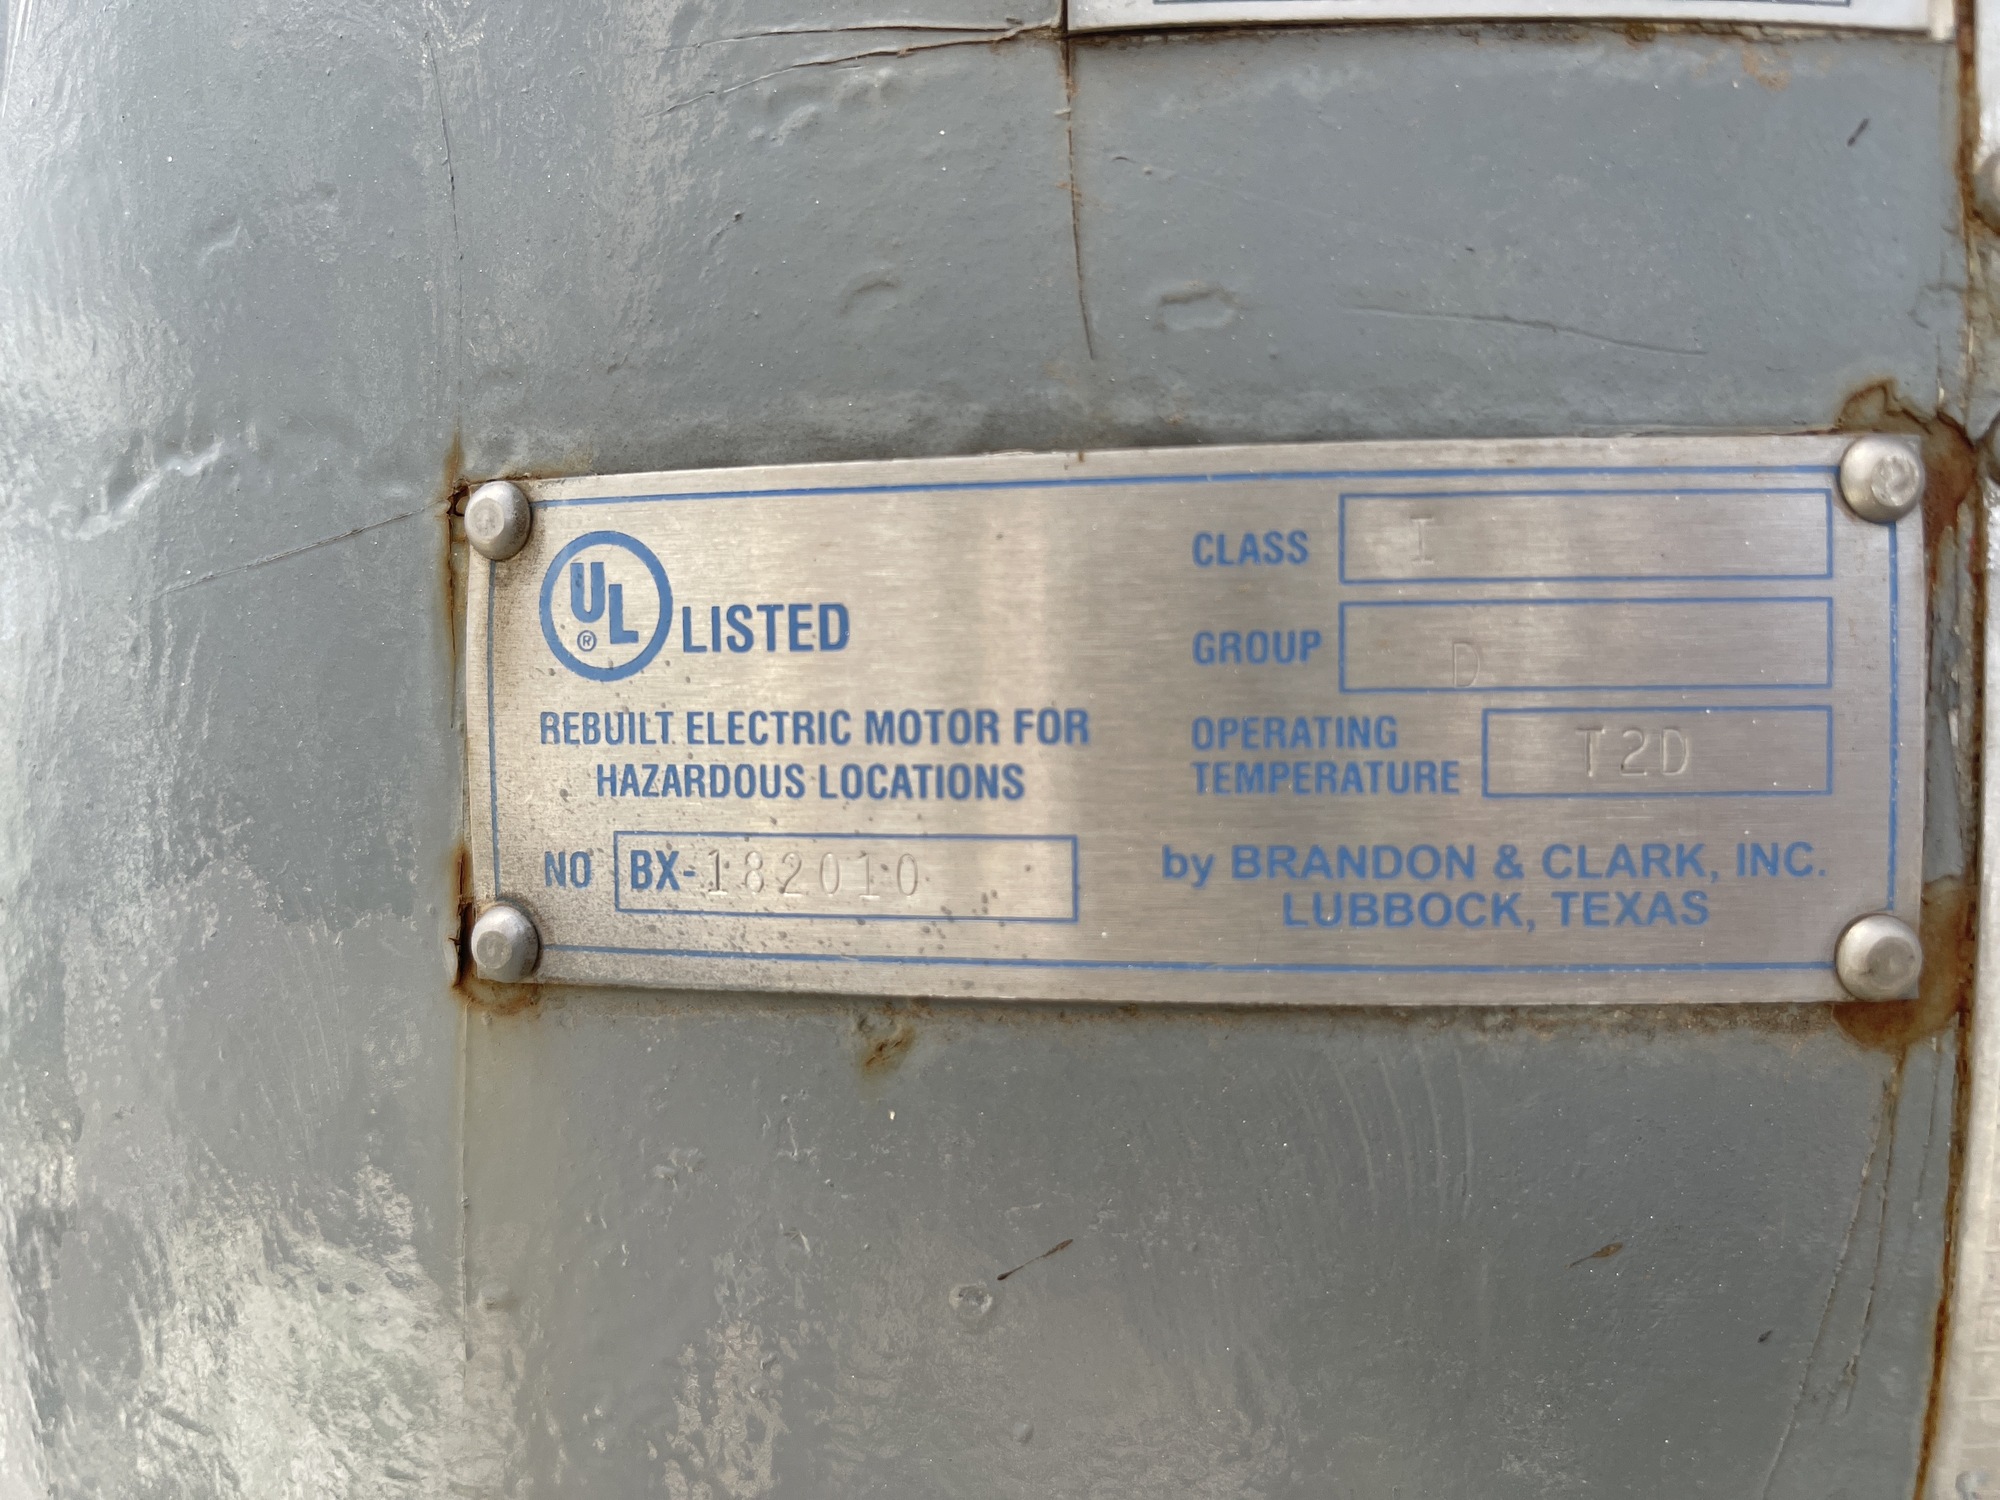 UL ® LISTED
REBUILT ELECTRIC MOTOR FOR
HAZARDOUS LOCATIONS
NO BX-182010
CLASS I
GROUP D
OPERATING
TEMPERATURE T2D
by BRANDON & CLARK, INC.
LUBBOCK, TEXAS